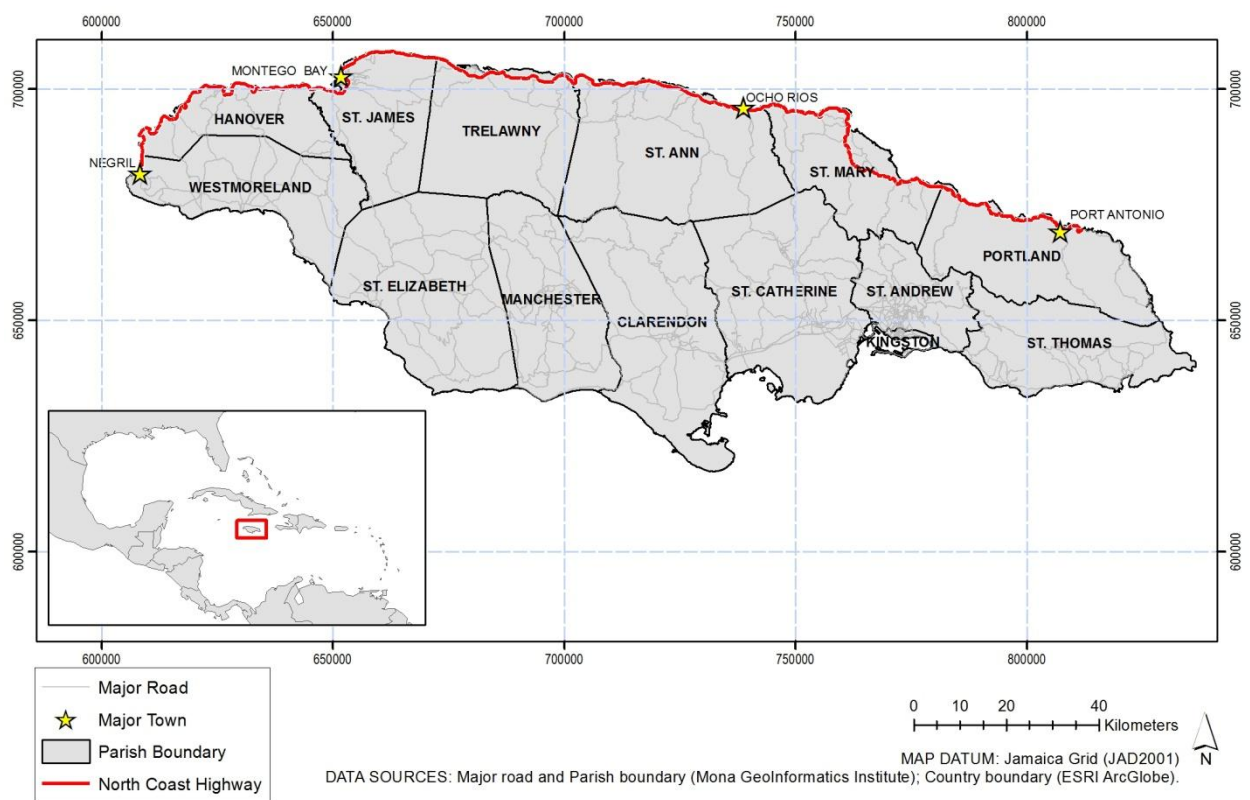 600000
650000
700000
750000
800000
MONTEGO BAY
700000
700000
OCHO RIOS
HANOVER
ST. JAMES
TRELAWNY
ST. ANN
NEGRIL
ST. MARY
WESTMORELAND
PORT ANTONIO
PORTLAND
ST. ELIZABETH
MANCHESTER
ST. CATHERINE
ST. ANDREW
650000
650000
CLARENDON
KINGSTON
ST. THOMAS
600000
600000
600000
650000
700000
750000
800000
Major Road
Major Town
Parish Boundary
North Coast Highway
0 10 20 40
Kilometers
N
MAP DATUM: Jamaica Grid (JAD2001)
DATA SOURCES: Major road and Parish boundary (Mona GeoInformatics Institute); Country boundary (ESRI ArcGlobe).